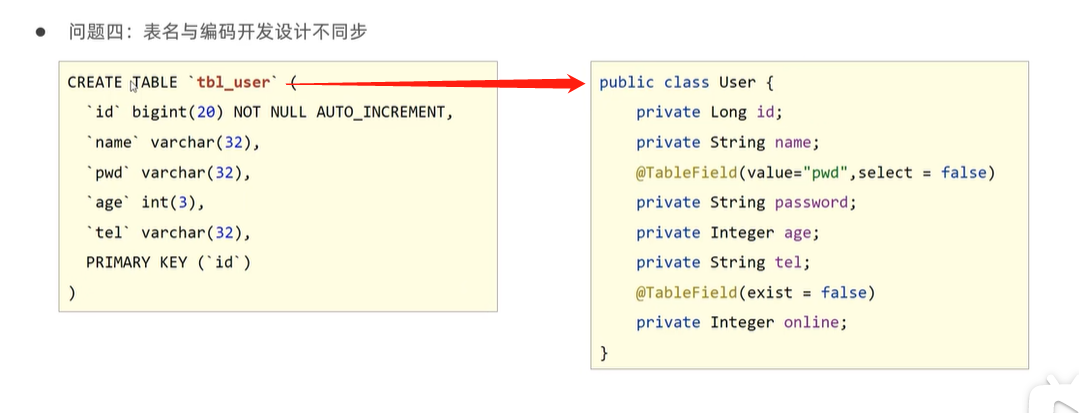 ● 问题四：表名与编码开发设计不同步
CREATE TABLE `tbl_user` (
`id` bigint(20) NOT NULL AUTO_INCREMENT,
`name` varchar(32),
`pwd` varchar(32),
`age` int(3),
`tel` varchar(32),
PRIMARY KEY (`id`)
)
public class User {
private Long id;
private String name;
@TableField(value="pwd",select = false)
private String password;
private Integer age;
private String tel;
@TableField(exist = false)
private Integer online;
}